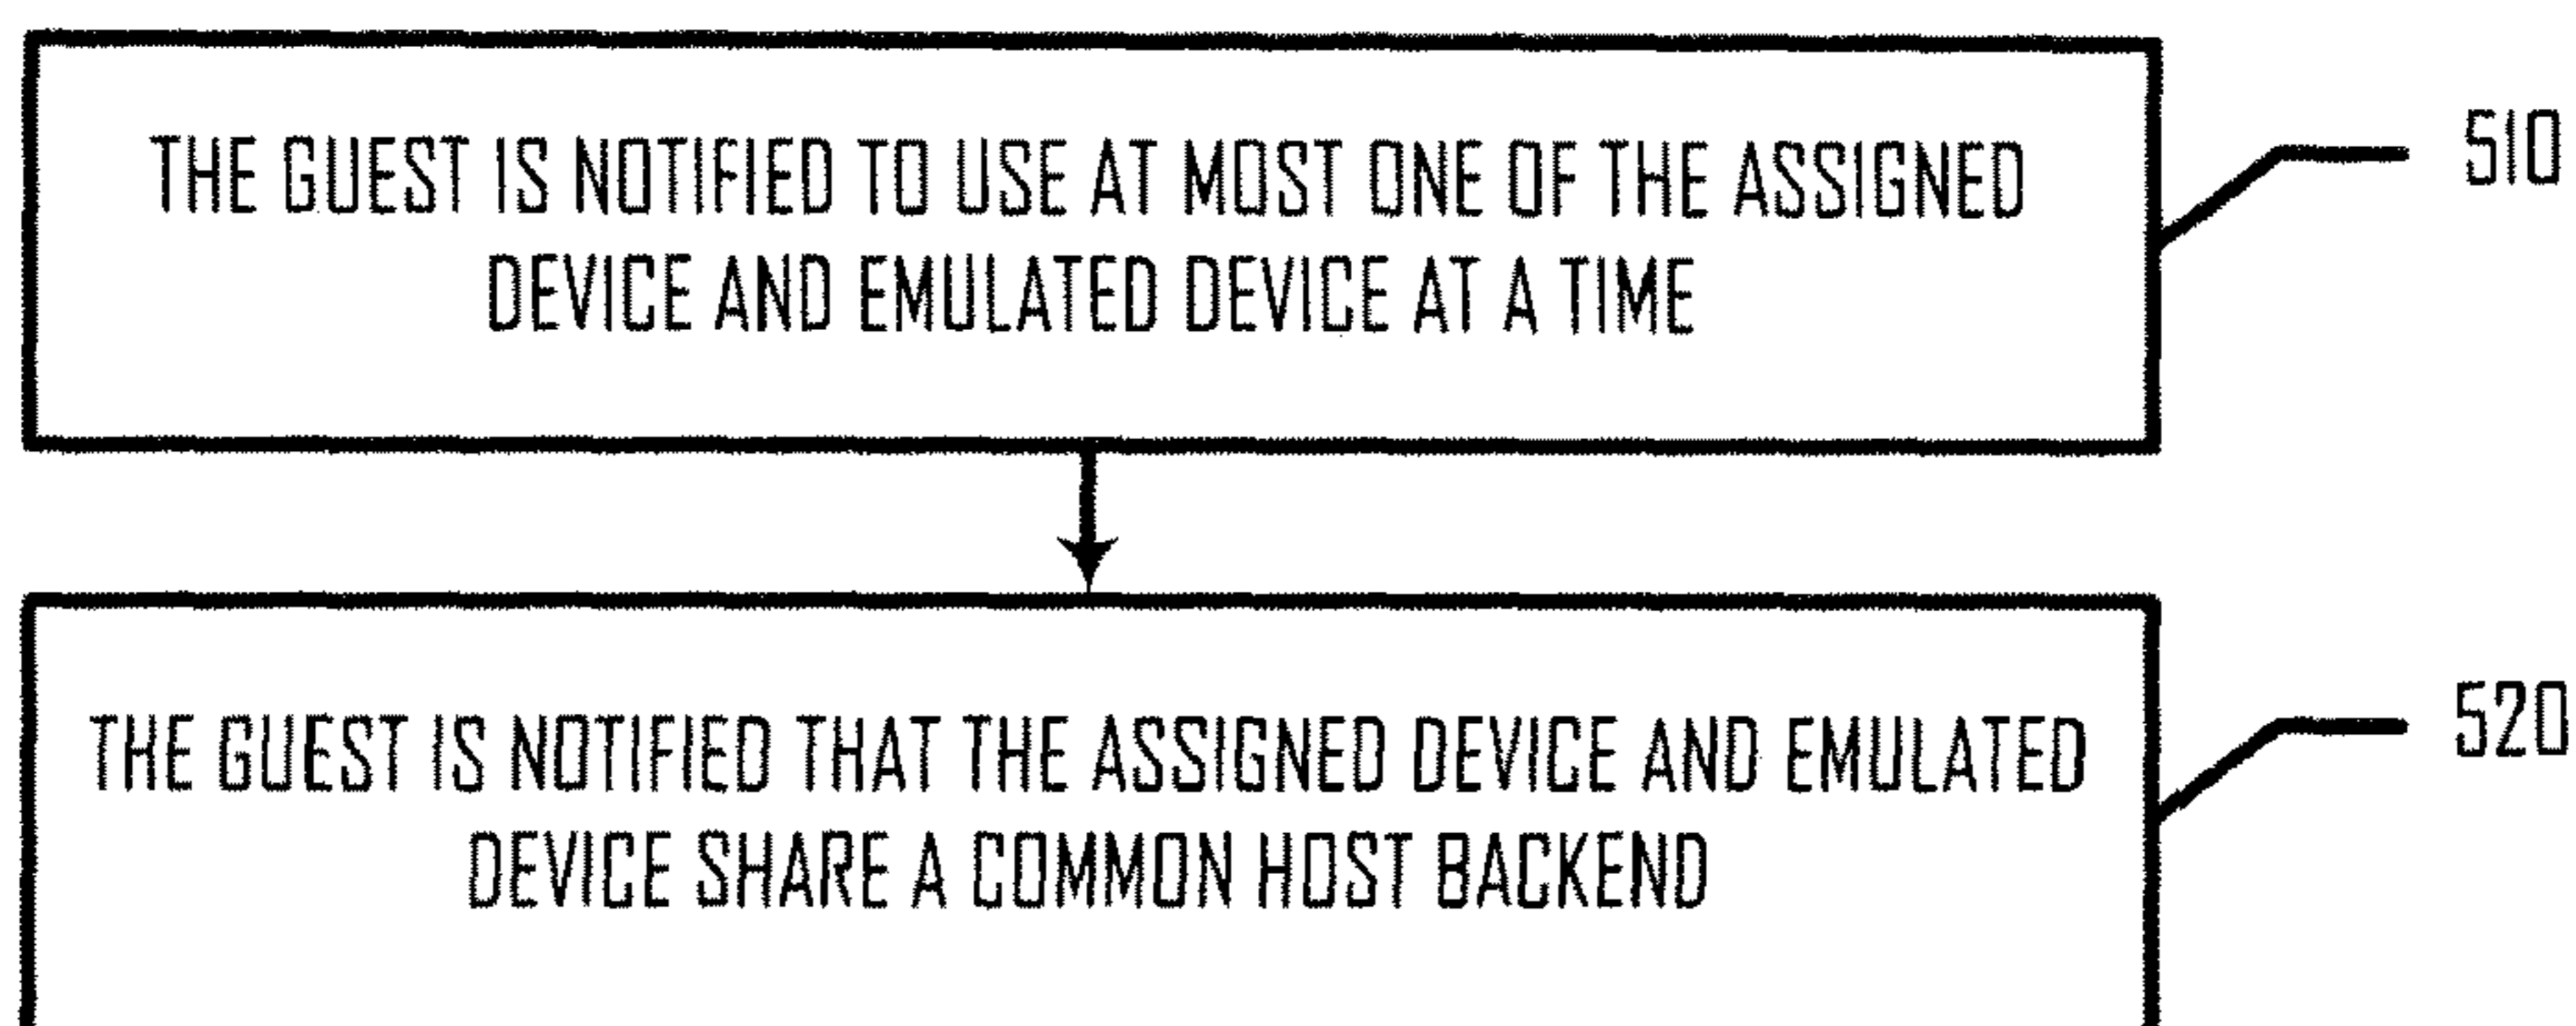 THE GUEST IS NOTIFIED TO USE AT MOST ONE OF THE ASSIGNED
DEVICE AND EMULATED DEVICE AT A TIME
510
THE GUEST IS NOTIFIED THAT THE ASSIGNED DEVICE AND EMULATED
DEVICE SHARE A COMMON HOST BACKEND
520